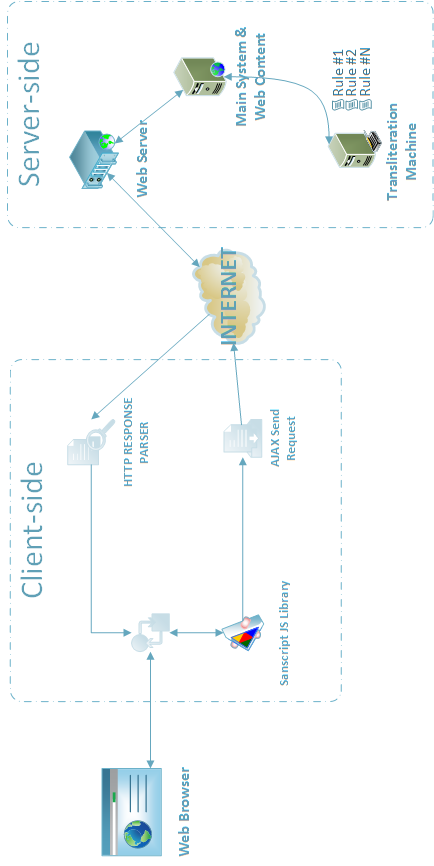 Server-side
Rule #1
Rule #2
Rule #N
Main System &
Web Content
Transliteration
Machine
Web Server
INTERNET
Client-side
HTTP RESPONSE
PARSER
AJAX Send
Request
Sanscript JS Library
Web Browser